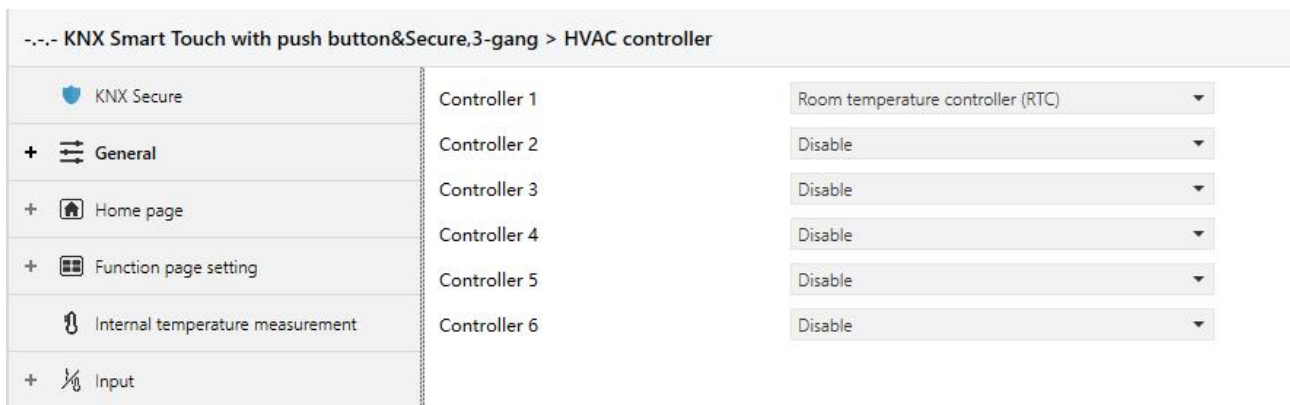 -.-.- KNX Smart Touch with push button&Secure,3-gang > HVAC controller
KNX Secure
+ General
+ Home page
+ Function page setting
Internal temperature measurement
+ Input
Controller 1 Room temperature controller (RTC)
Controller 2 Disable
Controller 3 Disable
Controller 4 Disable
Controller 5 Disable
Controller 6 Disable